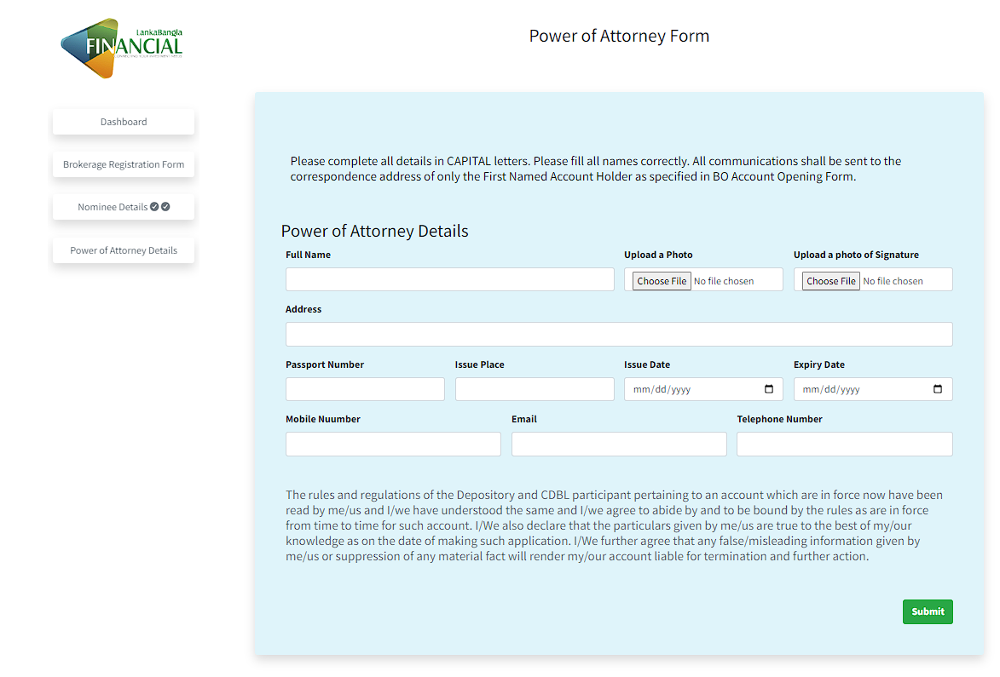 LankaBangla
FINANCIAL
Power of Attorney Form
Dashboard
Brokerage Registration Form
Nominee Details
Power of Attorney Details
Please complete all details in CAPITAL letters. Please fill all names correctly. All communications shall be sent to the
correspondence address of only the First Named Account Holder as specified in BO Account Opening Form.
Power of Attorney Details
Full Name Upload a Photo Upload a photo of Signature
Choose File No file chosen Choose File No file chosen
Address
Passport Number Issue Place Issue Date Expiry Date
mm/dd/yyyy mm/dd/yyyy
Mobile Nuumber Email Telephone Number
The rules and regulations of the Depository and CDBL participant pertaining to an account which are in force now have been
read by me/us and I/we have understood the same and I/we agree to abide by and to be bound by the rules as are in force
from time to time for such account. I/We also declare that the particulars given by me/us are true to the best of my/our
knowledge as on the date of making such application. I/We further agree that any false/misleading information given by
me/us or suppression of any material fact will render my/our account liable for termination and further action.
Submit